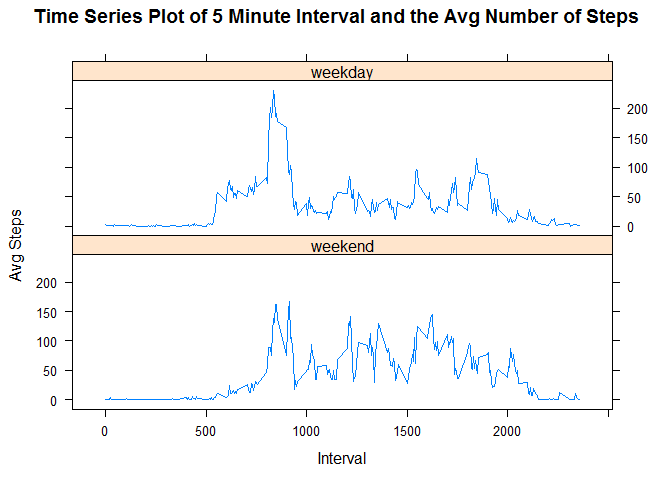 Time Series Plot of 5 Minute Interval and the Avg Number of Steps
weekday
200
150
100
50
0
weekend
200
150
100
50
0
Avg Steps
0 500 1000 1500 2000
Interval